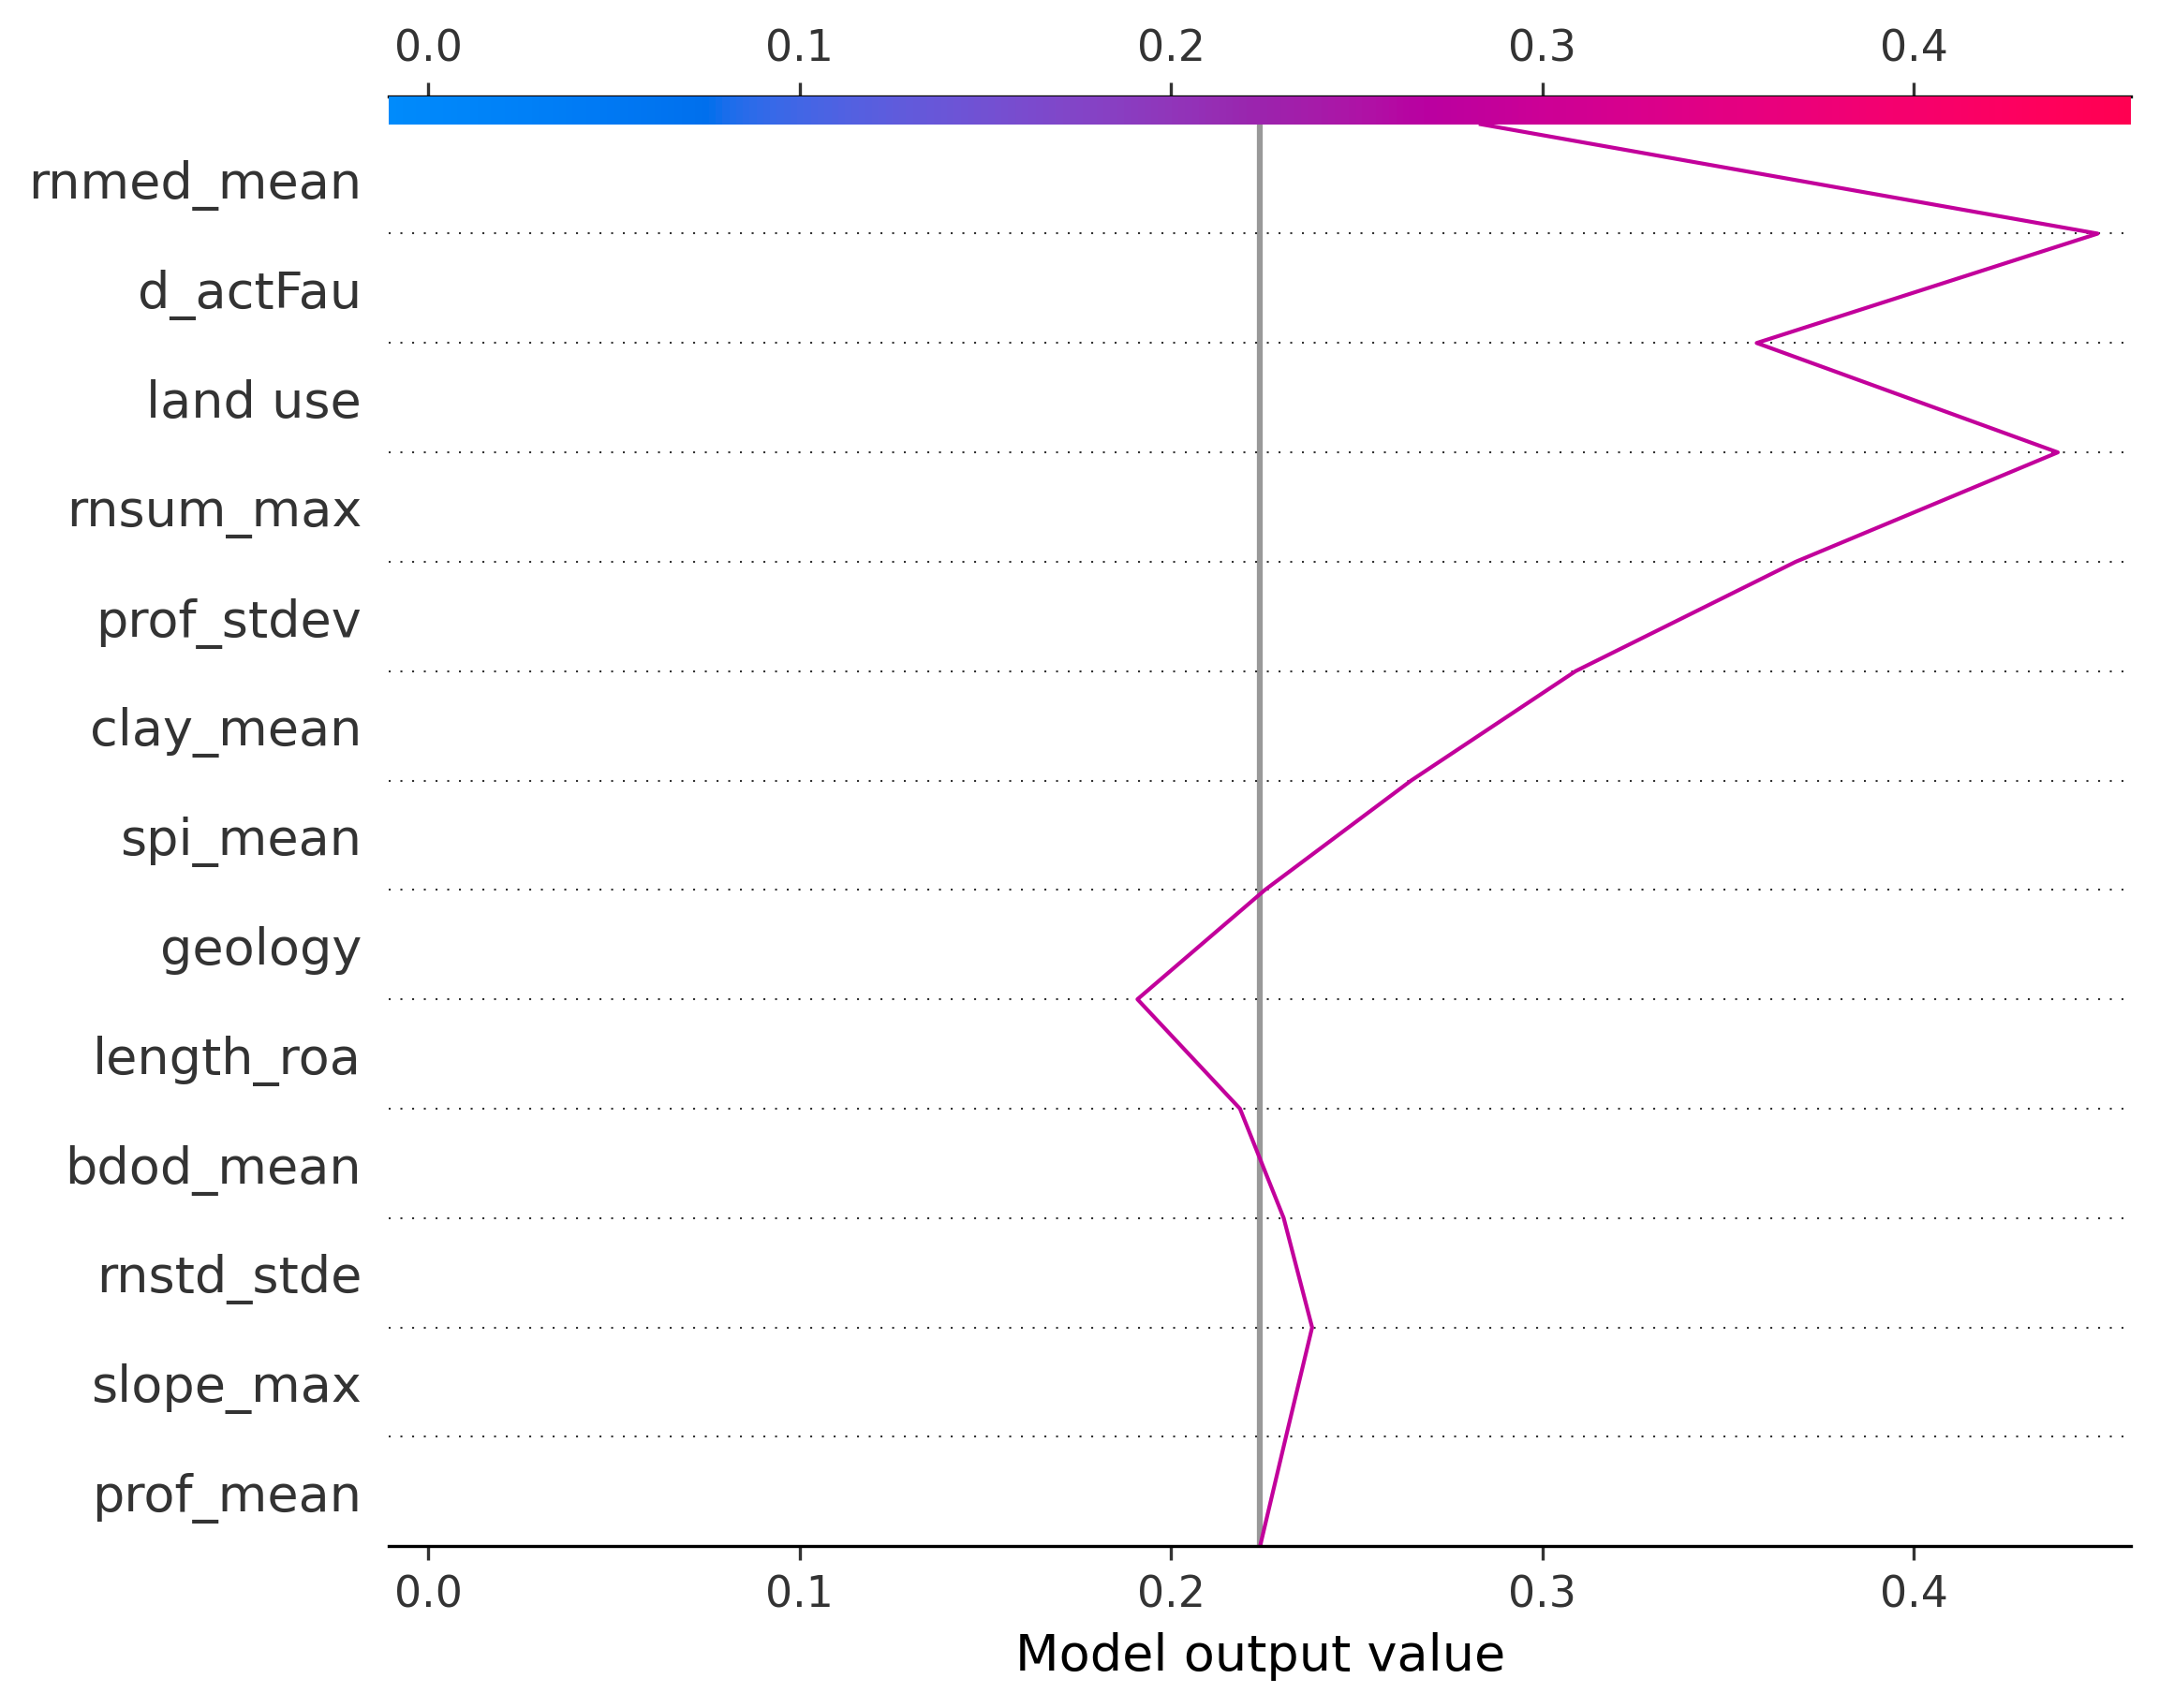 0.0 0.1 0.2 0.3 0.4
rnmed_mean
d_actFau
land use
rnsum_max
prof_stdev
clay_mean
spi_mean
geology
length_roa
bdod_mean
rnstd_stde
slope_max
prof_mean
0.0 0.1 0.2 0.3 0.4
Model output value